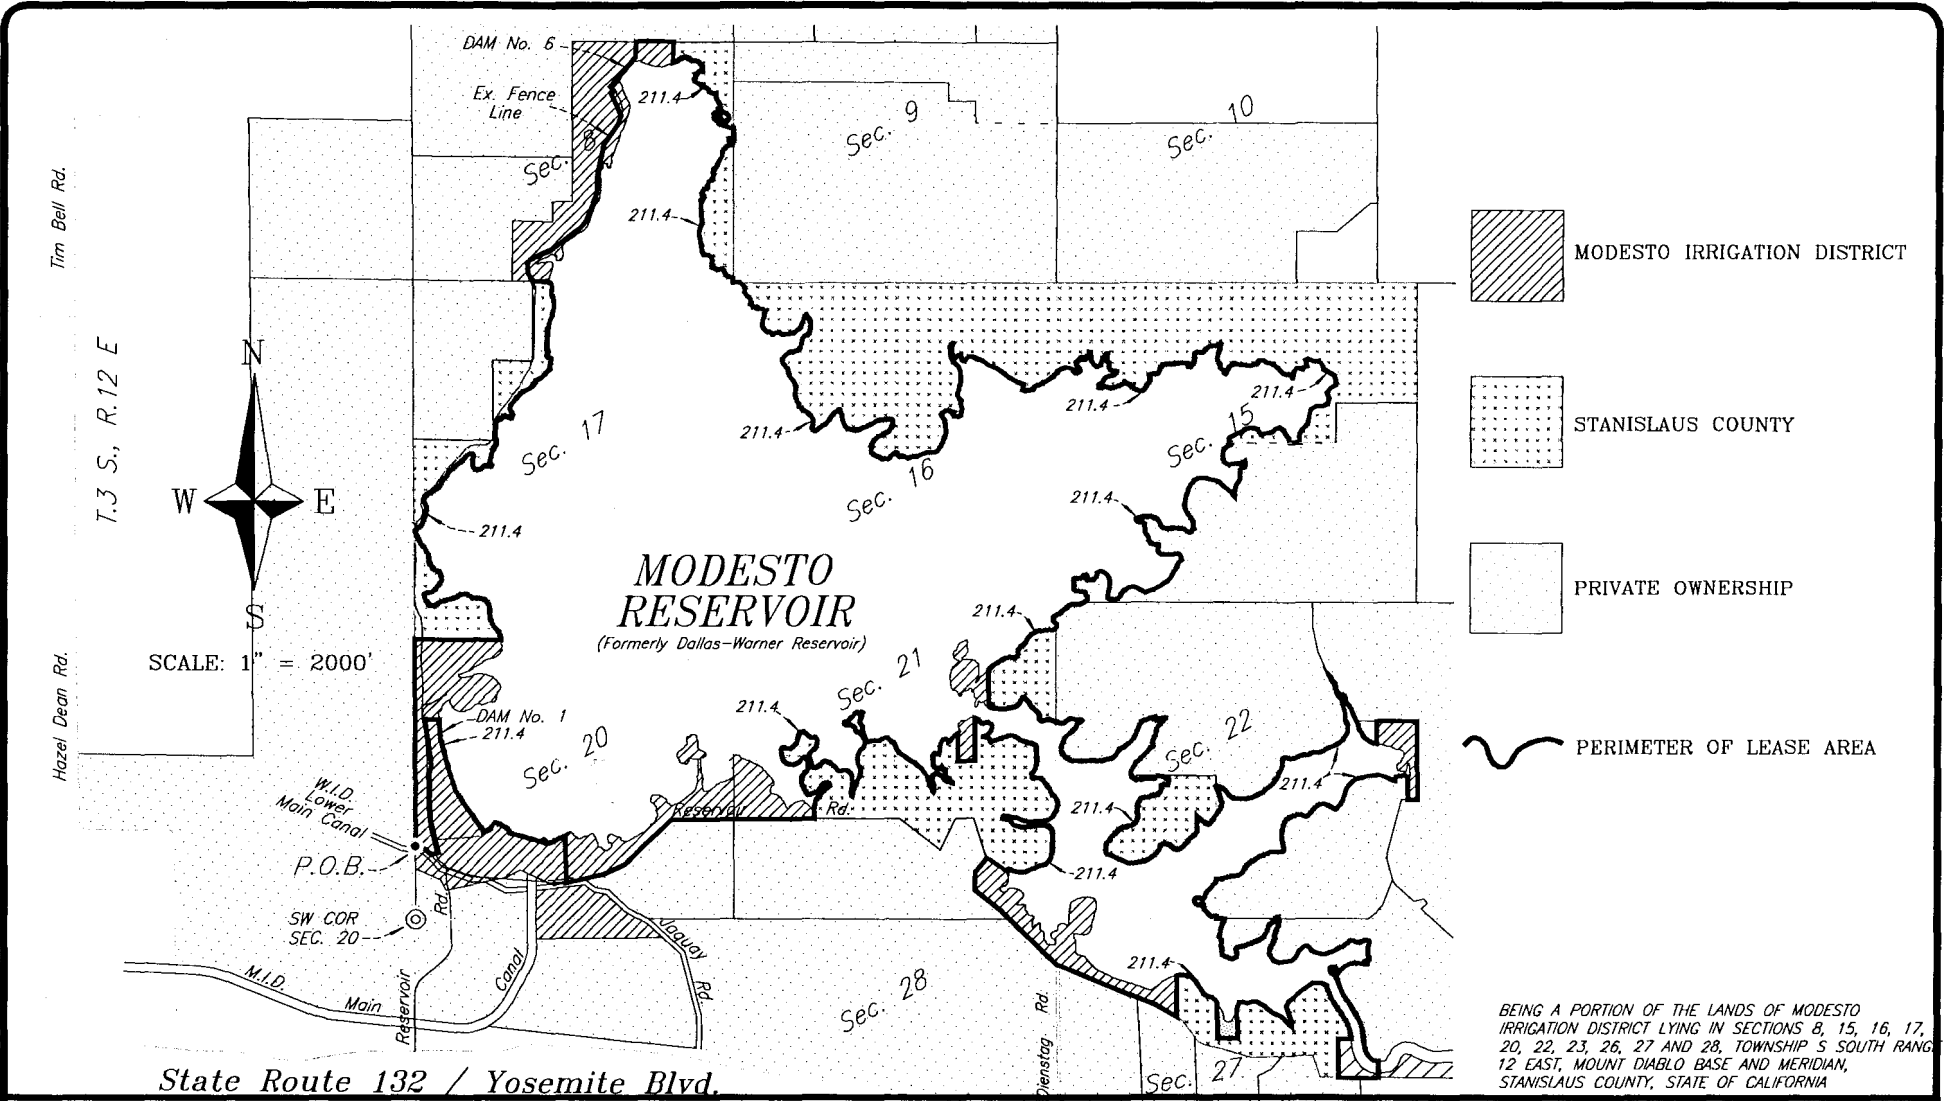 DAM No. 6
Ex. Fence
Line
211.4
Sec. 8
Sec. 9
Sec. 10
Tim Bell Rd.
211.4
MODESTO IRRIGATION DISTRICT
T.3 S., R.12 E
N
W
E
S
211.4
211.4
211.4
Sec. 17
Sec. 16
Sec. 15
STANISLAUS COUNTY
211.4
211.4
MODESTO
RESERVOIR
(Formerly Dallas-Warner Reservoir)
211.4
PRIVATE OWNERSHIP
SCALE: 1" = 2000'
Hazel Dean Rd.
Sec. 21
DAM No. 1
211.4
211.4
Sec. 20
Sec. 22
PERIMETER OF LEASE AREA
W.I.D.
Lower
Main Canal
Reservoir Rd.
211.4
211.4
P.O.B.
211.4
SW COR
SEC. 20
Reservoir Rd.
M.I.D. Main Canal
Vaquay Rd.
Sec. 28
211.4
Dienstag Rd.
Sec. 27
State Route 132 / Yosemite Blvd.
BEING A PORTION OF THE LANDS OF MODESTO
IRRIGATION DISTRICT LYING IN SECTIONS 8, 15, 16, 17,
20, 22, 23, 26, 27 AND 28, TOWNSHIP S SOUTH RANG
12 EAST, MOUNT DIABLO BASE AND MERIDIAN,
STANISLAUS COUNTY, STATE OF CALIFORNIA